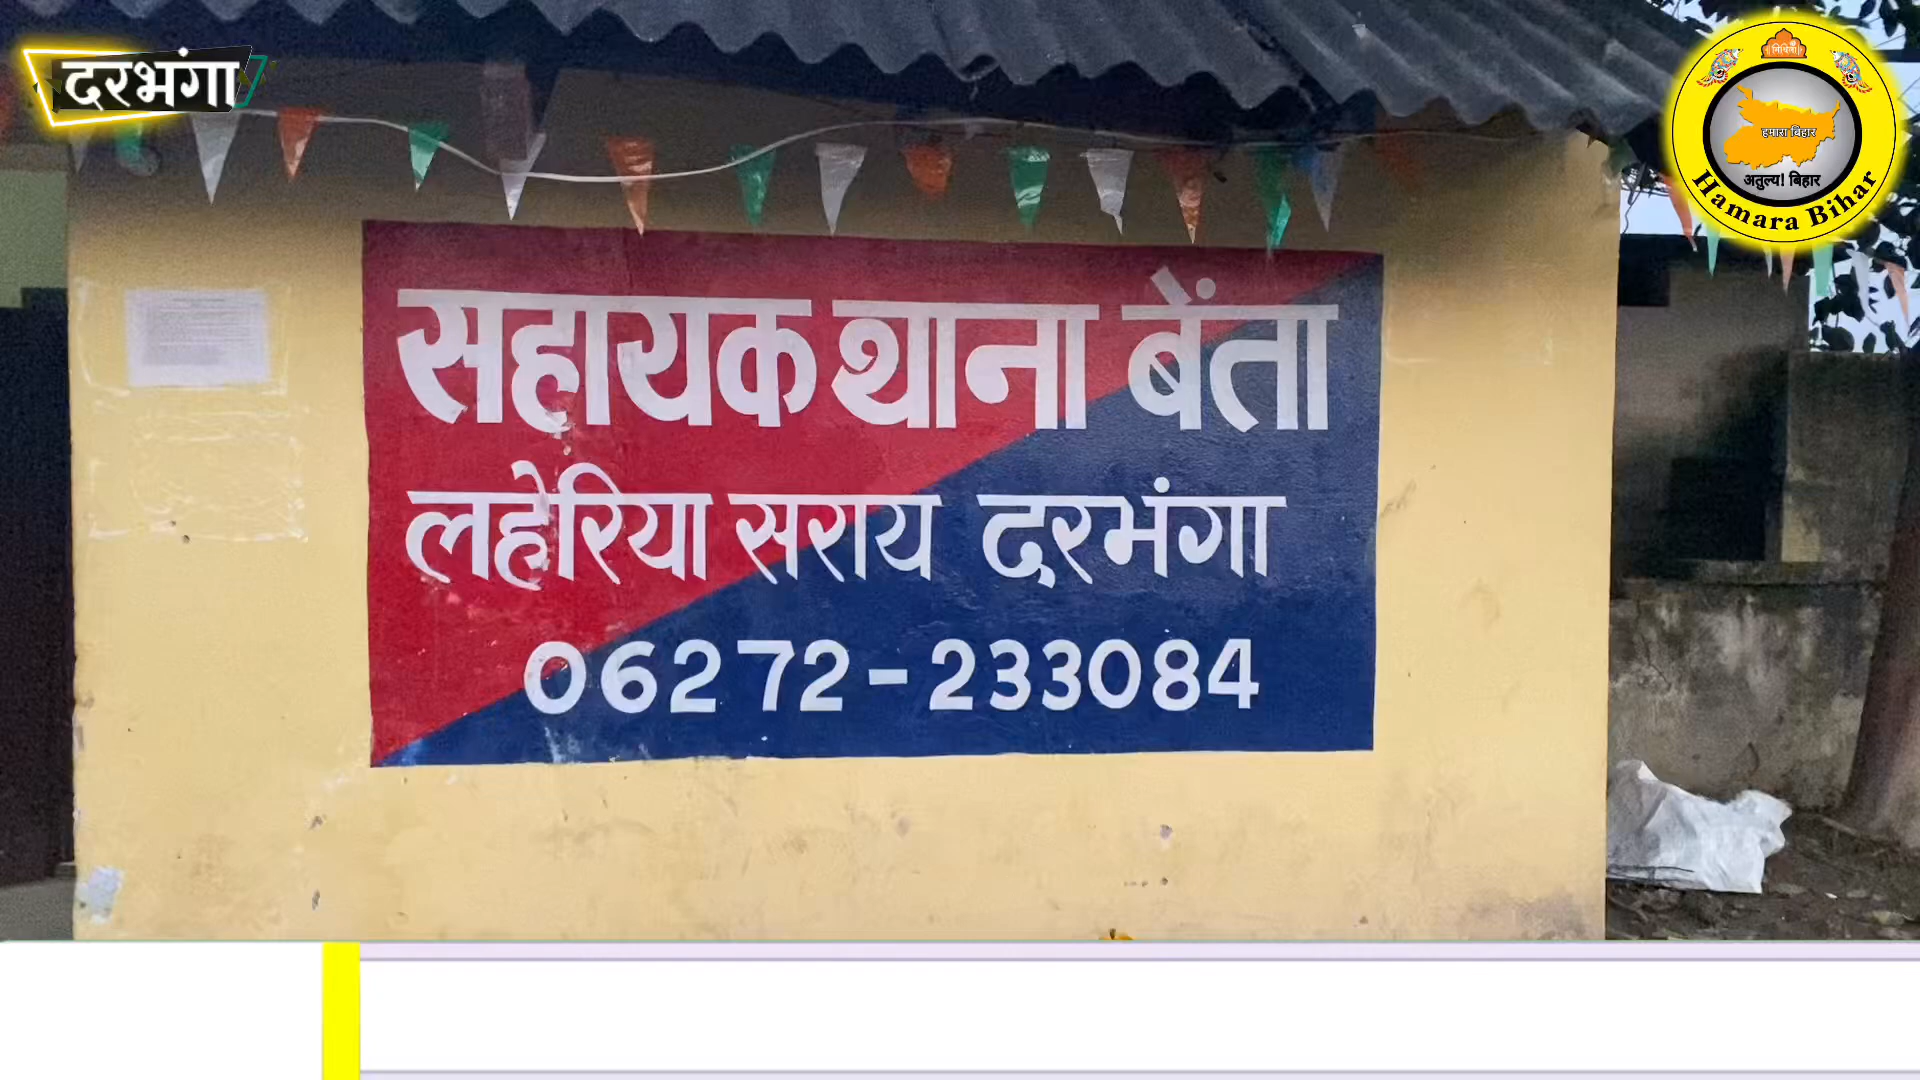 दरभंगा
मिथिला
हमारा बिहार
अतुल्य! बिहार
Hamara Bihar
सहायक थाना बेंता
लहेरिया सराय दरभंगा
06272-233084